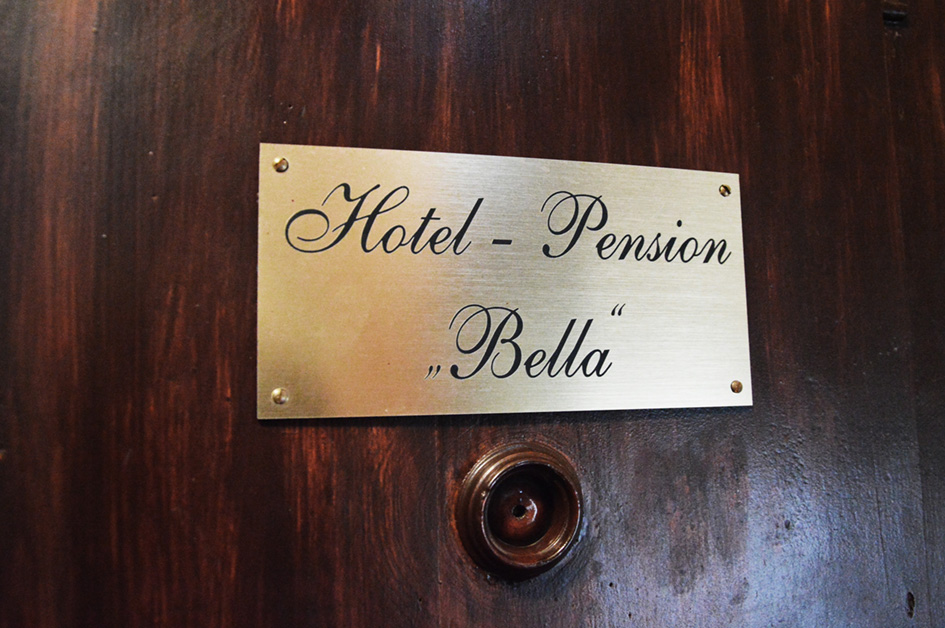 Hotel - Pension
„Bella“